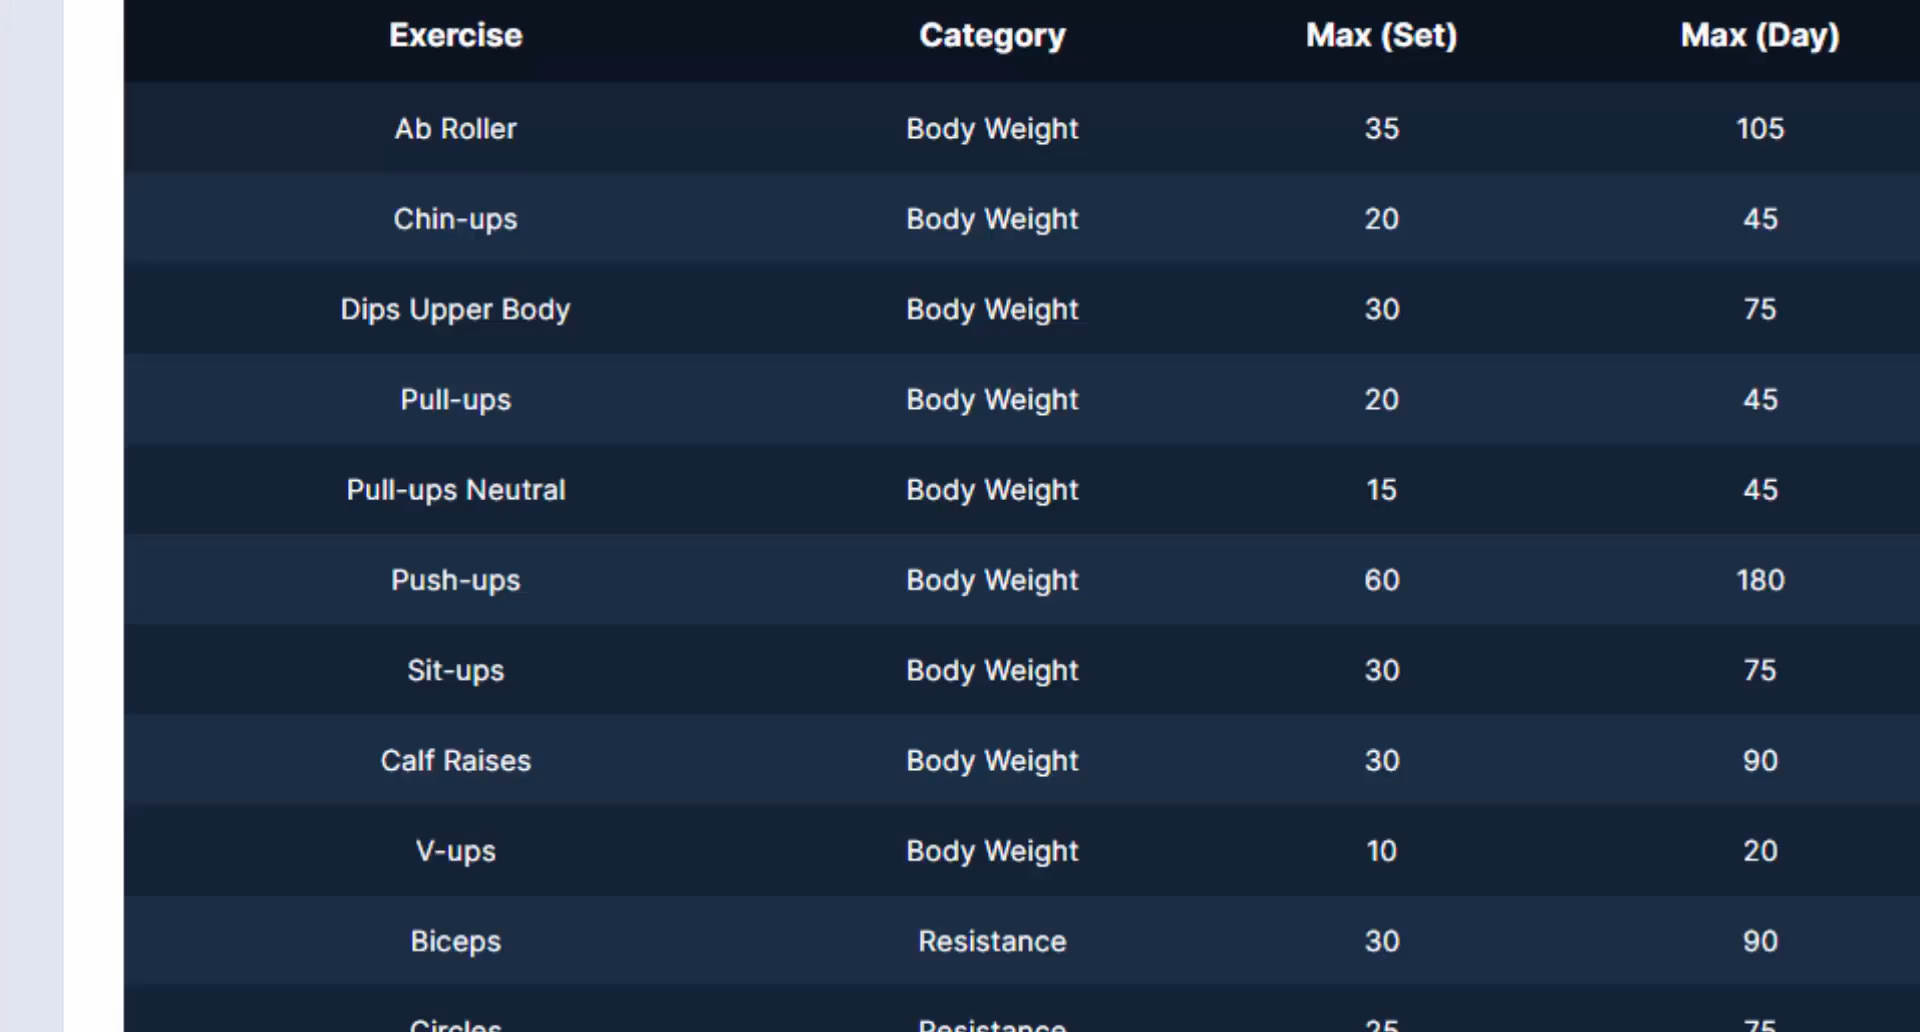 Exercise Category Max (Set) Max (Day)
Ab Roller Body Weight 35 105
Chin-ups Body Weight 20 45
Dips Upper Body Body Weight 30 75
Pull-ups Body Weight 20 45
Pull-ups Neutral Body Weight 15 45
Push-ups Body Weight 60 180
Sit-ups Body Weight 30 75
Calf Raises Body Weight 30 90
V-ups Body Weight 10 20
Biceps Resistance 30 90
Circles Resistance 25 75